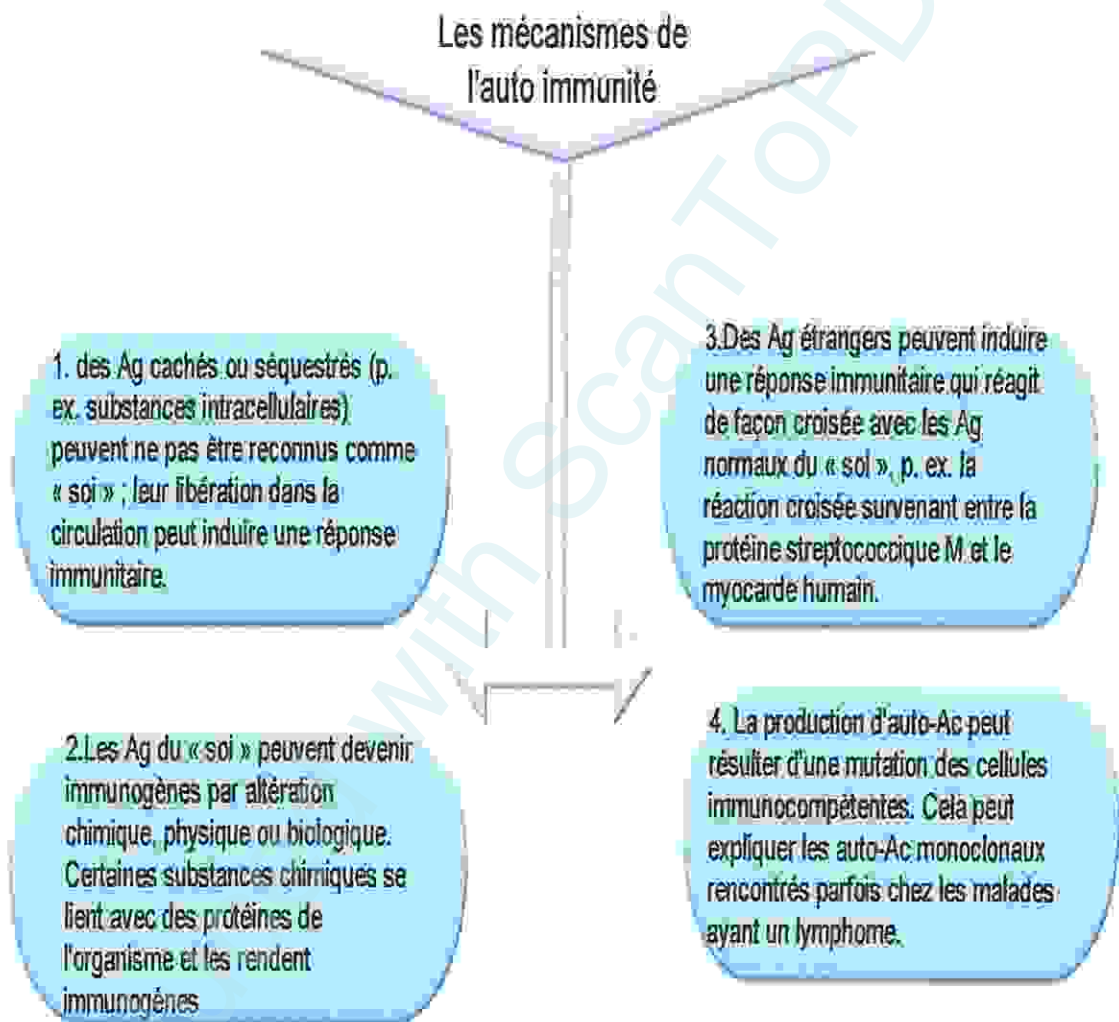 Les mécanismes de
l'auto immunité
1. des Ag cachés ou séquestrés (p.
ex. substances intracellulaires)
peuvent ne pas être reconnus comme
« soi » ; leur libération dans la
circulation peut induire une réponse
immunitaire.
2.Les Ag du « soi » peuvent devenir
immunogènes par altération
chimique, physique ou biologique.
Certaines substances chimiques se
lient avec des protéines de
l'organisme et les rendent
immunogènes
3.Des Ag étrangers peuvent induire
une réponse immunitaire qui réagit
de façon croisée avec les Ag
normaux du « soi », p. ex. la
réaction croisée survenant entre la
protéine streptococcique M et le
myocarde humain.
4. La production d'auto-Ac peut
résulter d'une mutation des cellules
immunocompétentes. Cela peut
expliquer les auto-Ac monoclonaux
rencontrés parfois chez les malades
ayant un lymphome.
with ScanToPD